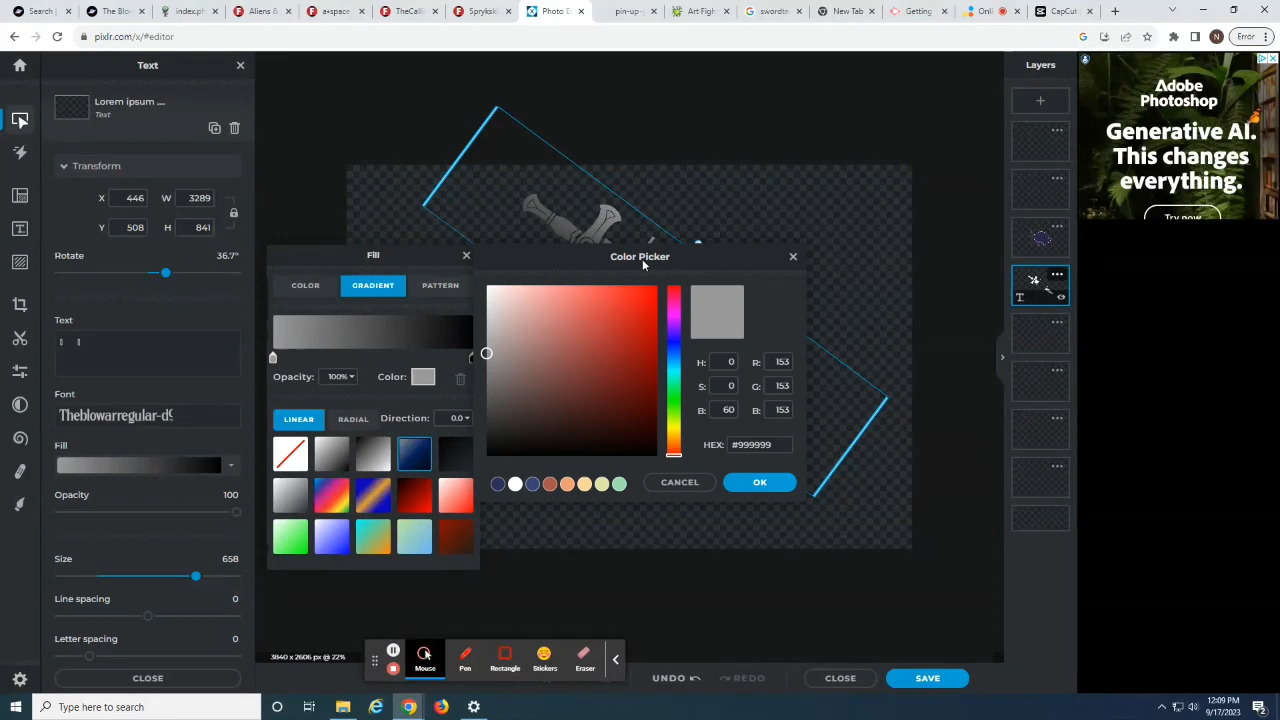 Search
The Blo
index.ph
Aliens &
a+space
TheCallin
Sprykski
Photo E
pin-up-
Art Figh
swordte
New Tab
Getting
Onli
CapCut
pixlr.com/x/#editor
N
Error
Text
Layers
Lorem ipsum ....
Text
Transform
X 446 W 3289
Y 508 H 841
Rotate 36.7°
Text
Font
Theblowarregular-d9
Fill
Opacity 100
Size 658
Line spacing 0
Letter spacing 0
CLOSE
Fill
COLOR GRADIENT PATTERN
Opacity: 100% Color:
LINEAR RADIAL Direction: 0.0
Color Picker
H: 0 R: 153
S: 0 G: 153
B: 60 B: 153
HEX: #999999
CANCEL OK
T
Adobe
Photoshop
Generative AI.
This changes
everything.
Try now
3840 x 2606 px @ 22%
Mouse Pen Rectangle Stickers Eraser
UNDO REDO CLOSE SAVE
Type here to search
12:09 PM
9/17/2023
2